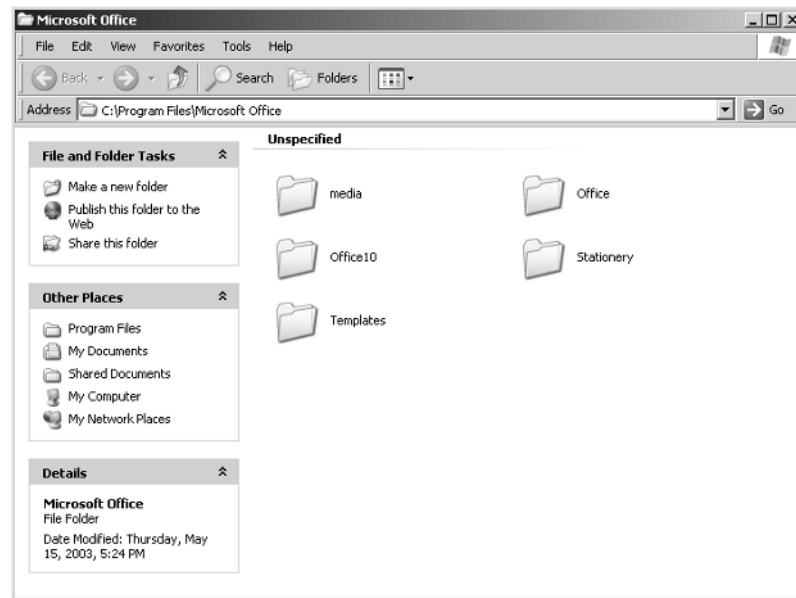 Microsoft Office
File Edit View Favorites Tools Help
Back Search Folders
Address C:\Program Files\Microsoft Office Go
File and Folder Tasks
Make a new folder
Publish this folder to the
Web
Share this folder
Other Places
Program Files
My Documents
Shared Documents
My Computer
My Network Places
Details
Microsoft Office
File Folder
Date Modified: Thursday, May
15, 2003, 5:24 PM
Unspecified
media Office
Office10 Stationery
Templates